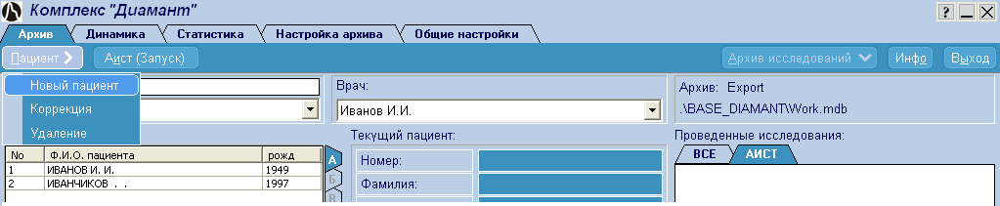 Комплекс "Диамант"
Архив Динамика Статистика Настройка архива Общие настройки
Пациент Аист (Запуск) Архив исследований Инфо Выход
Новый пациент
Коррекция
Удаление
Врач:
Иванов И.И.
Архив: Export
.\BASE_DIAMANT\Work.mdb
No Ф.И.О. пациента рожд
1 ИВАНОВ И. И. 1949
2 ИВАНЧИКОВ . . 1997
А
Б
В
Текущий пациент:
Номер:
Фамилия:
Проведенные исследования:
ВСЕ АИСТ